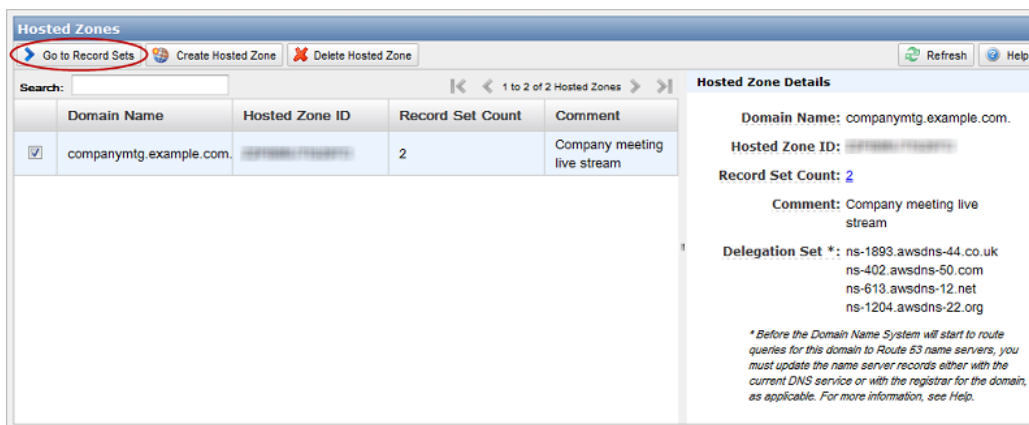 Hosted Zones
Go to Record Sets
Create Hosted Zone
Delete Hosted Zone
Refresh
Help
Search:
1 to 2 of 2 Hosted Zones
Domain Name
Hosted Zone ID
Record Set Count
Comment
companymtg.example.com.
2
Company meeting
live stream
Hosted Zone Details
Domain Name: companymtg.example.com.
Hosted Zone ID:
Record Set Count: 2
Comment: Company meeting live
stream
Delegation Set *: ns-1893.awsdns-44.co.uk
ns-402.awsdns-50.com
ns-613.awsdns-12.net
ns-1204.awsdns-22.org
* Before the Domain Name System will start to route
queries for this domain to Route 53 name servers, you
must update the name server records either with the
current DNS service or with the registrar for the domain,
as applicable. For more information, see Help.